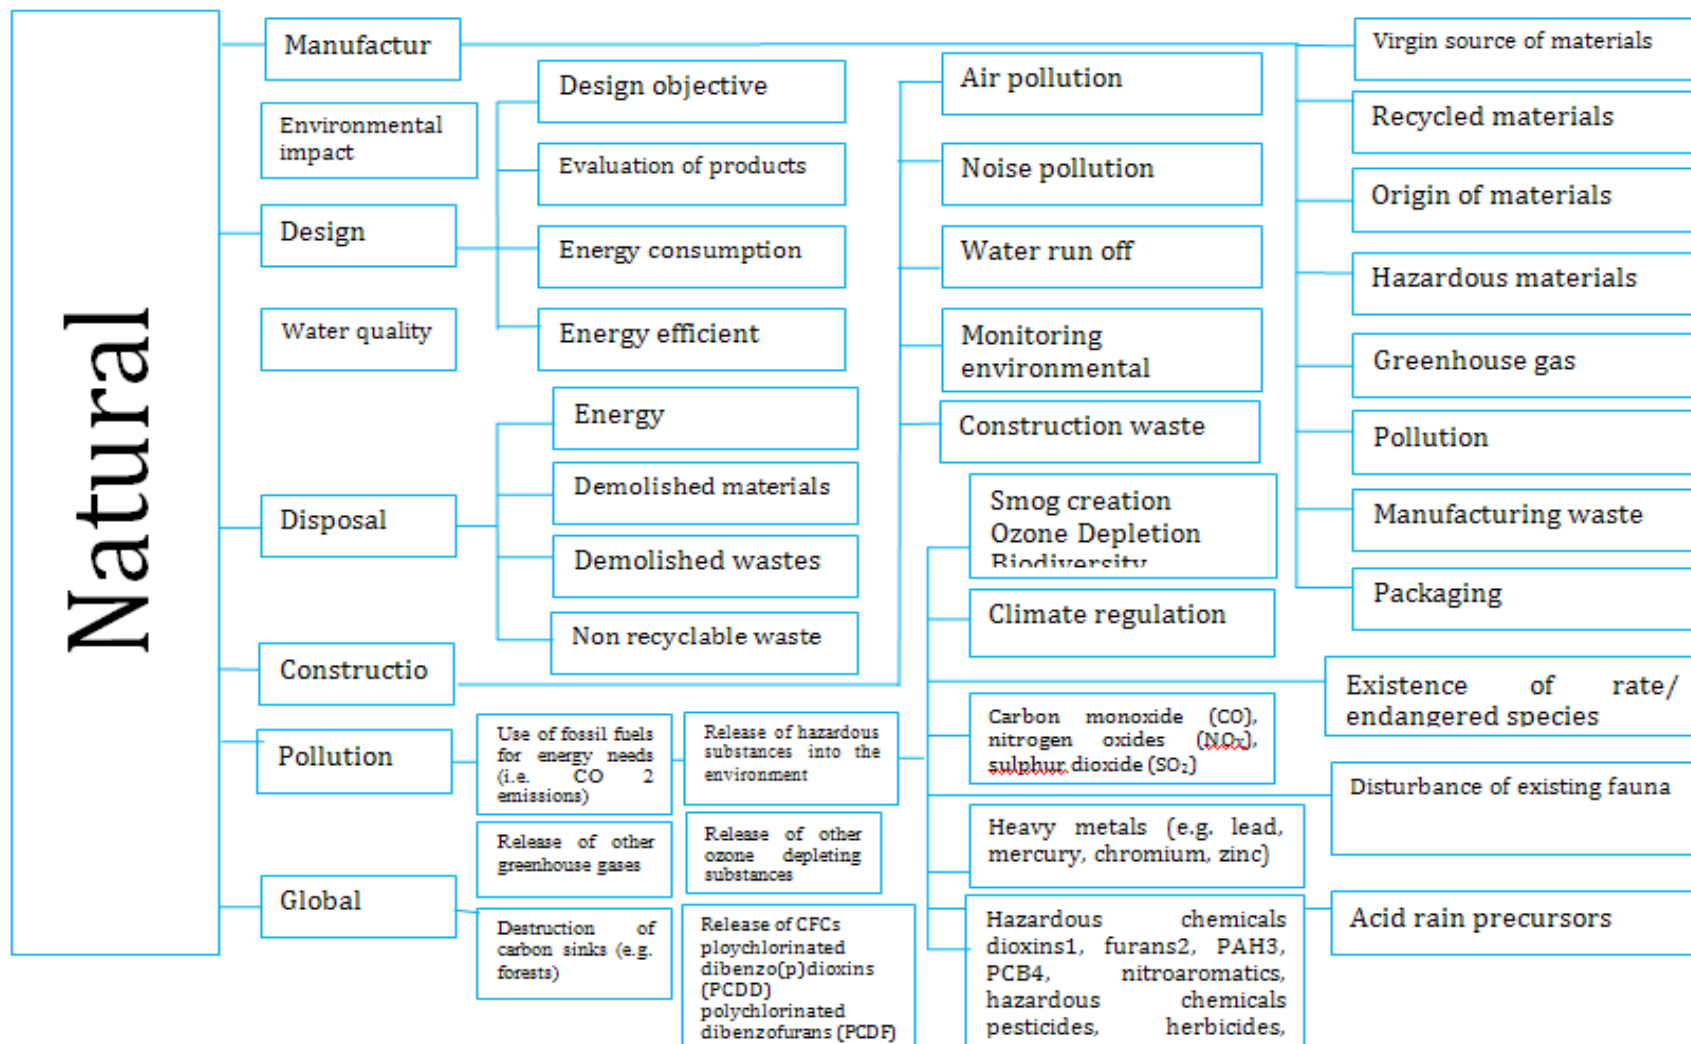 Natural
Manufactur
Environmental
impact
Design
Water quality
Disposal
Constructio
Pollution
Global
Design objective
Evaluation of products
Energy consumption
Energy efficient
Energy
Demolished materials
Demolished wastes
Non recyclable waste
Use of fossil fuels
for energy needs
(i.e. CO 2
emissions)
Release of other
greenhouse gases
Destruction of
carbon sinks (e.g.
forests)
Release of hazardous
substances into the
environment
Release of other
ozone depleting
substances
Release of CFCs
ploychlorinated
dibenzo(p)dioxins
(PCDD)
polychlorinated
dibenzofurans (PCDF)
Air pollution
Noise pollution
Water run off
Monitoring
environmental
Construction waste
Smog creation
Ozone Depletion
Biodiversity
Climate regulation
Carbon monoxide (CO),
nitrogen oxides (NOx),
sulphur dioxide (SO₂)
Heavy metals (e.g. lead,
mercury, chromium, zinc)
Hazardous chemicals
dioxins1, furans2, PAH3,
PCB4, nitroaromatics,
hazardous chemicals
pesticides, herbicides,
Virgin source of materials
Recycled materials
Origin of materials
Hazardous materials
Greenhouse gas
Pollution
Manufacturing waste
Packaging
Existence of rate/
endangered species
Disturbance of existing fauna
Acid rain precursors